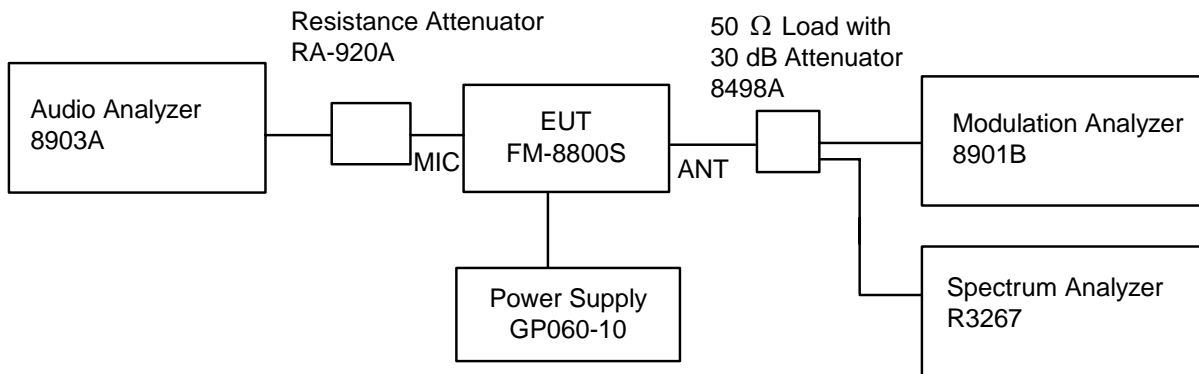 Resistance Attenuator
RA-920A
50 Ω Load with
30 dB Attenuator
8498A
Audio Analyzer
8903A
MIC
EUT
FM-8800S
ANT
Modulation Analyzer
8901B
Power Supply
GP060-10
Spectrum Analyzer
R3267